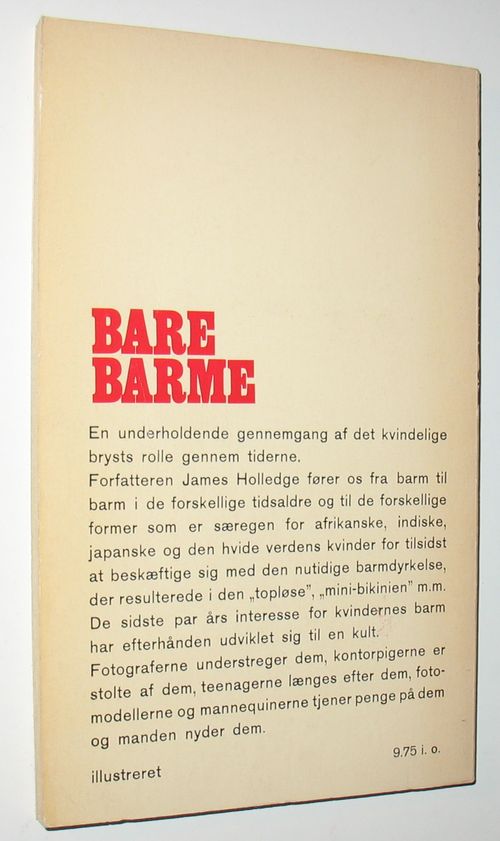 BARE
BARME
En underholdende gennemgang af det kvindelige
brysts rolle gennem tiderne.
Forfatteren James Holledge fører os fra barm til
barm i de forskellige tidsaldre og til de forskellige
former som er særegen for afrikanske, indiske,
japanske og den hvide verdens kvinder for tilsidst
at beskæftige sig med den nutidige barmdyrkelse,
der resulterede i den „topløse”, „mini-bikinien” m.m.
De sidste par års interesse for kvindernes barm
har efterhånden udviklet sig til en kult.
Fotograferne understreger dem, kontorpigerne er
stolte af dem, teenagerne længes efter dem, foto-
modellerne og mannequinerne tjener penge på dem
og manden nyder dem.
9.75 i. o.
illustreret